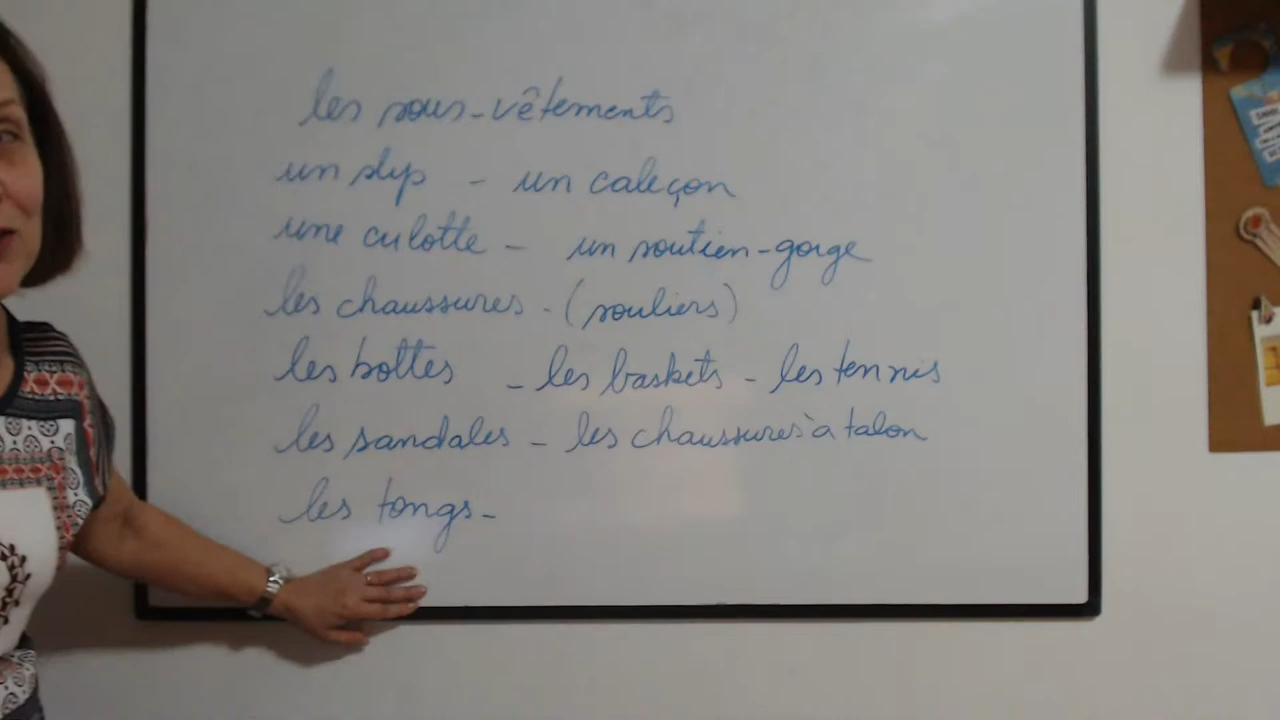 les sous-vêtements
un slip - un caleçon
une culotte - un soutien-gorge
les chaussures - (souliers)
les bottes - les baskets - les tennis
les sandales - les chaussures à talon
les tongs -